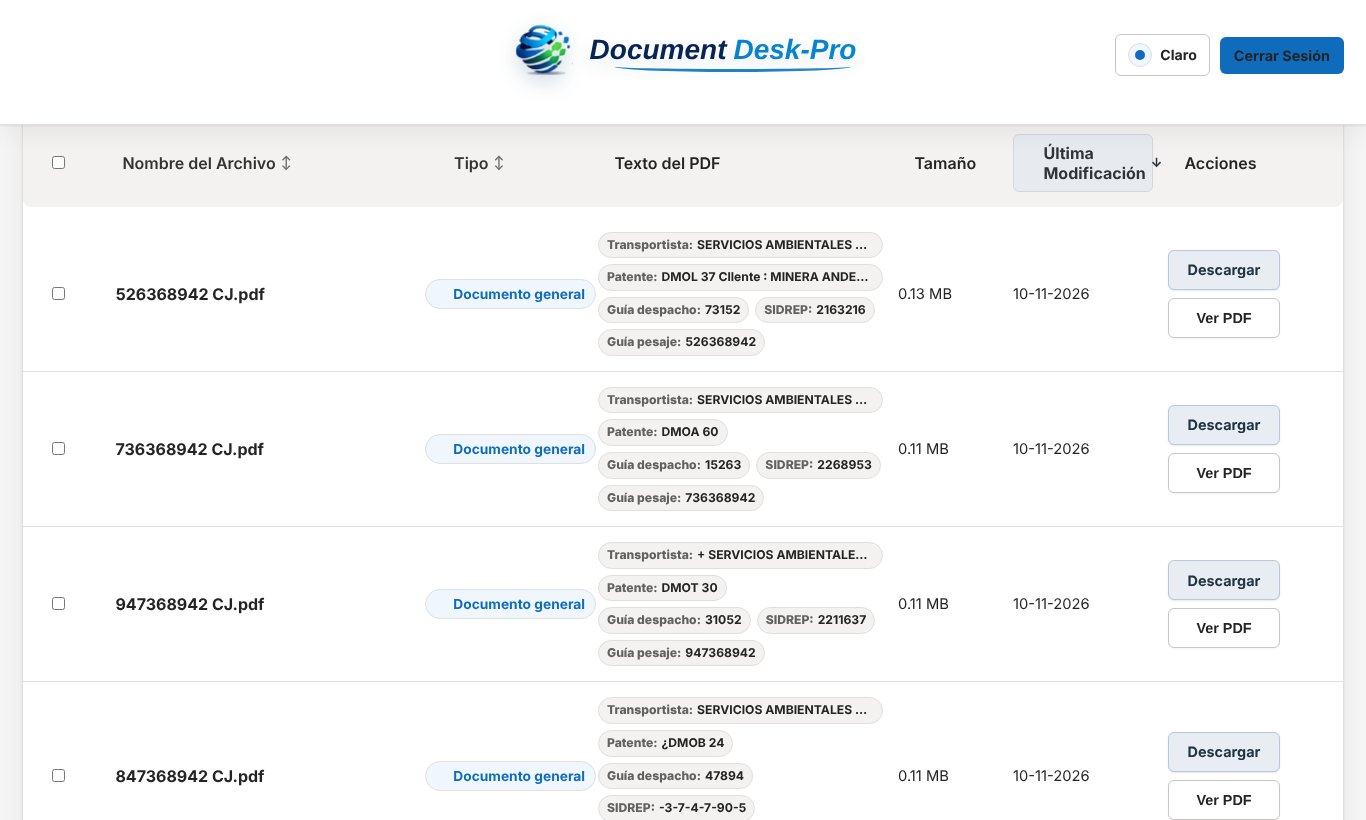 Document Desk-Pro
Claro
Cerrar Sesión
Nombre del Archivo
Tipo
Texto del PDF
Tamaño
Última
Modificación
Acciones
526368942 CJ.pdf
Documento general
Transportista: SERVICIOS AMBIENTALES ...
Patente: DMOL 37 Cllente : MINERA ANDE...
Guía despacho: 73152 SIDREP: 2163216
Guía pesaje: 526368942
0.13 MB
10-11-2026
Descargar
Ver PDF
736368942 CJ.pdf
Documento general
Transportista: SERVICIOS AMBIENTALES ...
Patente: DMOA 60
Guía despacho: 15263 SIDREP: 2268953
Guía pesaje: 736368942
0.11 MB
10-11-2026
Descargar
Ver PDF
947368942 CJ.pdf
Documento general
Transportista: + SERVICIOS AMBIENTALE...
Patente: DMOT 30
Guía despacho: 31052 SIDREP: 2211637
Guía pesaje: 947368942
0.11 MB
10-11-2026
Descargar
Ver PDF
847368942 CJ.pdf
Documento general
Transportista: SERVICIOS AMBIENTALES ...
Patente: ¿DMOB 24
Guía despacho: 47894
SIDREP: -3-7-4-7-90-5
0.11 MB
10-11-2026
Descargar
Ver PDF